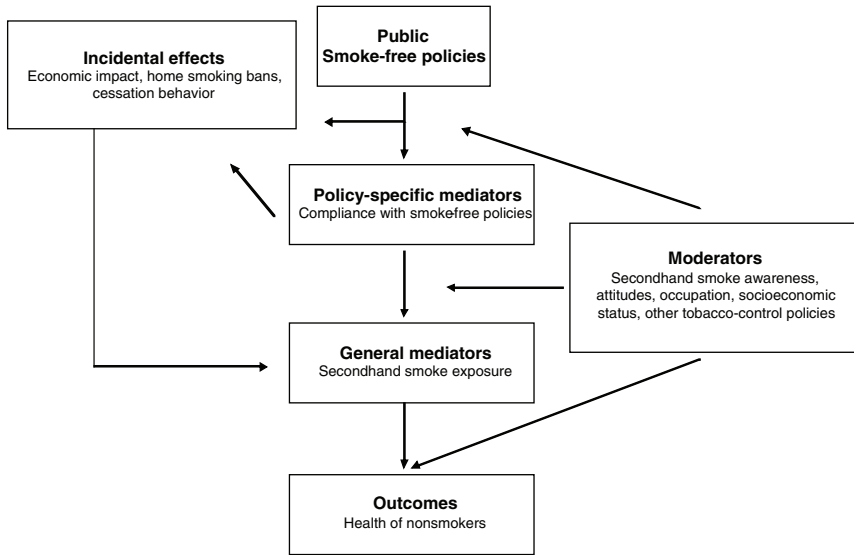 Public
Smoke-free policies
Incidental effects
Economic impact, home smoking bans,
cessation behavior
Policy-specific mediators
Compliance with smoke-free policies
Moderators
Secondhand smoke awareness,
attitudes, occupation, socioeconomic
status, other tobacco-control policies
General mediators
Secondhand smoke exposure
Outcomes
Health of nonsmokers